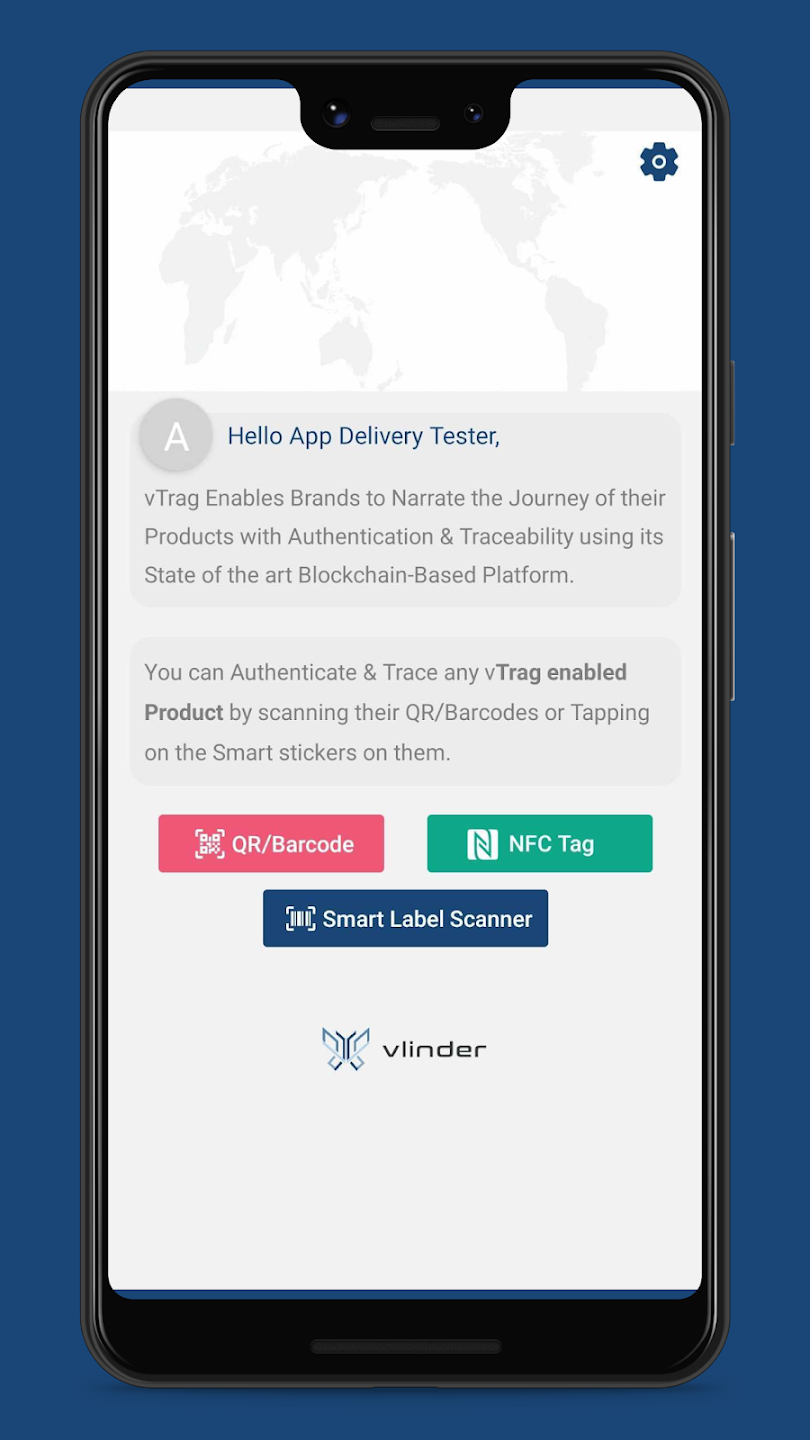 A
Hello App Delivery Tester,
vTrag Enables Brands to Narrate the Journey of their
Products with Authentication & Traceability using its
State of the art Blockchain-Based Platform.
You can Authenticate & Trace any vTrag enabled
Product by scanning their QR/Barcodes or Tapping
on the Smart stickers on them.
QR/Barcode
NFC Tag
Smart Label Scanner
vlinder